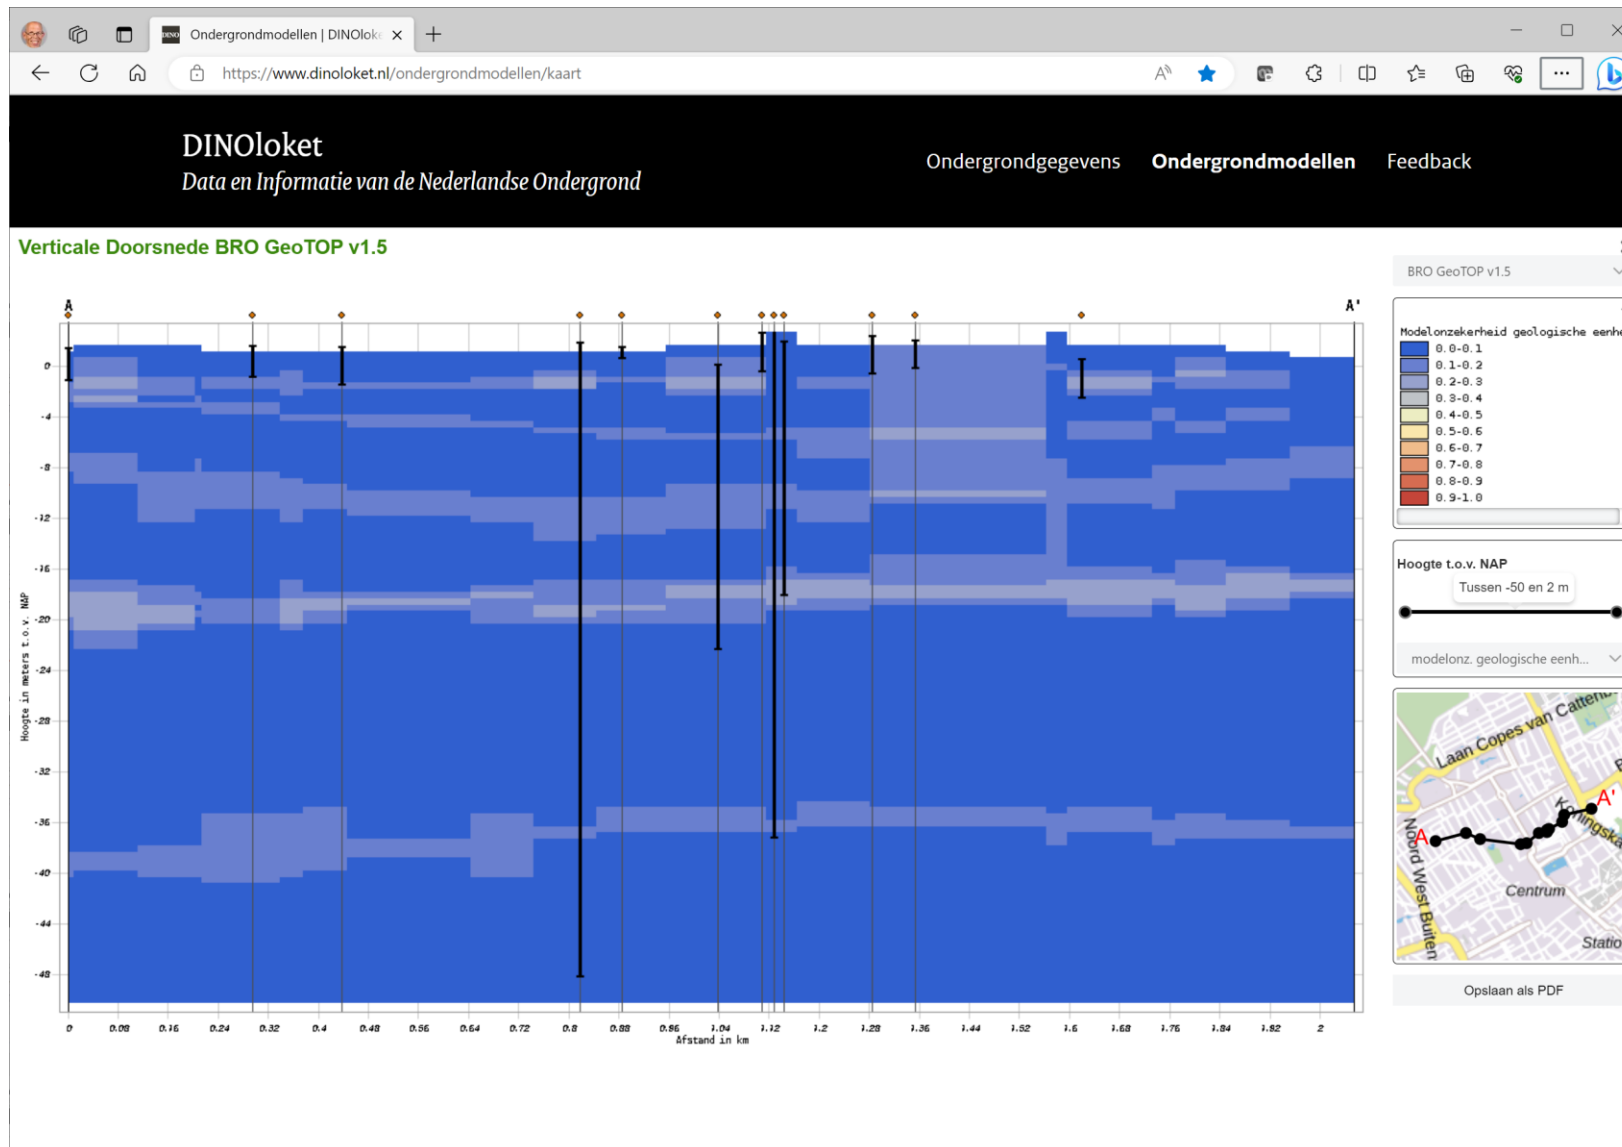 DINO Ondergrondmodellen | DINOlok
https://www.dinoloket.nl/ondergrondmodellen/kaart
DINOloket
Data en Informatie van de Nederlandse Ondergrond
Ondergrondgegevens Ondergrondmodellen Feedback
Verticale Doorsnede BRO GeoTOP v1.5
A A'
Hoogte in meters t.o.v. NAP
0
-4
-8
-12
-16
-20
-24
-28
-32
-36
-40
-44
-48
0 0.08 0.16 0.24 0.32 0.4 0.48 0.56 0.64 0.72 0.8 0.88 0.96 1.04 1.12 1.2 1.28 1.36 1.44 1.52 1.6 1.68 1.76 1.84 1.92 2
Afstand in km
BRO GeoTOP v1.5
Modelonzekerheid geologische eenhe
0.0-0.1
0.1-0.2
0.2-0.3
0.3-0.4
0.4-0.5
0.5-0.6
0.6-0.7
0.7-0.8
0.8-0.9
0.9-1.0
Hoogte t.o.v. NAP
Tussen -50 en 2 m
modelonz. geologische eenh...
Laan Copes van Cattenb
A'
Koningska
A
Noord West Buiten
Centrum
Statio
Opslaan als PDF